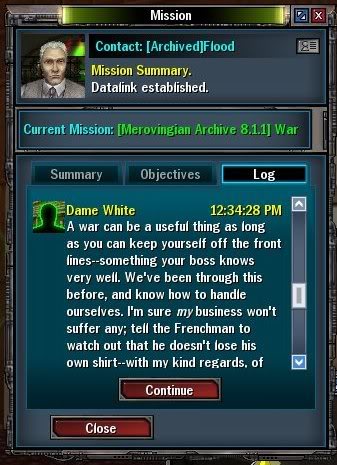 Mission
Contact: [Archived]Flood
Mission Summary.
Datalink established.
Current Mission: [Merovingian Archive 8.1.1] War
Summary Objectives Log
Dame White 12:34:28 PM
A war can be a useful thing as long
as you can keep yourself off the front
lines--something your boss knows
very well. We've been through this
before, and know how to handle
ourselves. I'm sure my business won't
suffer any; tell the Frenchman to
watch out that he doesn't lose his
own shirt--with my kind regards, of
Continue
Close